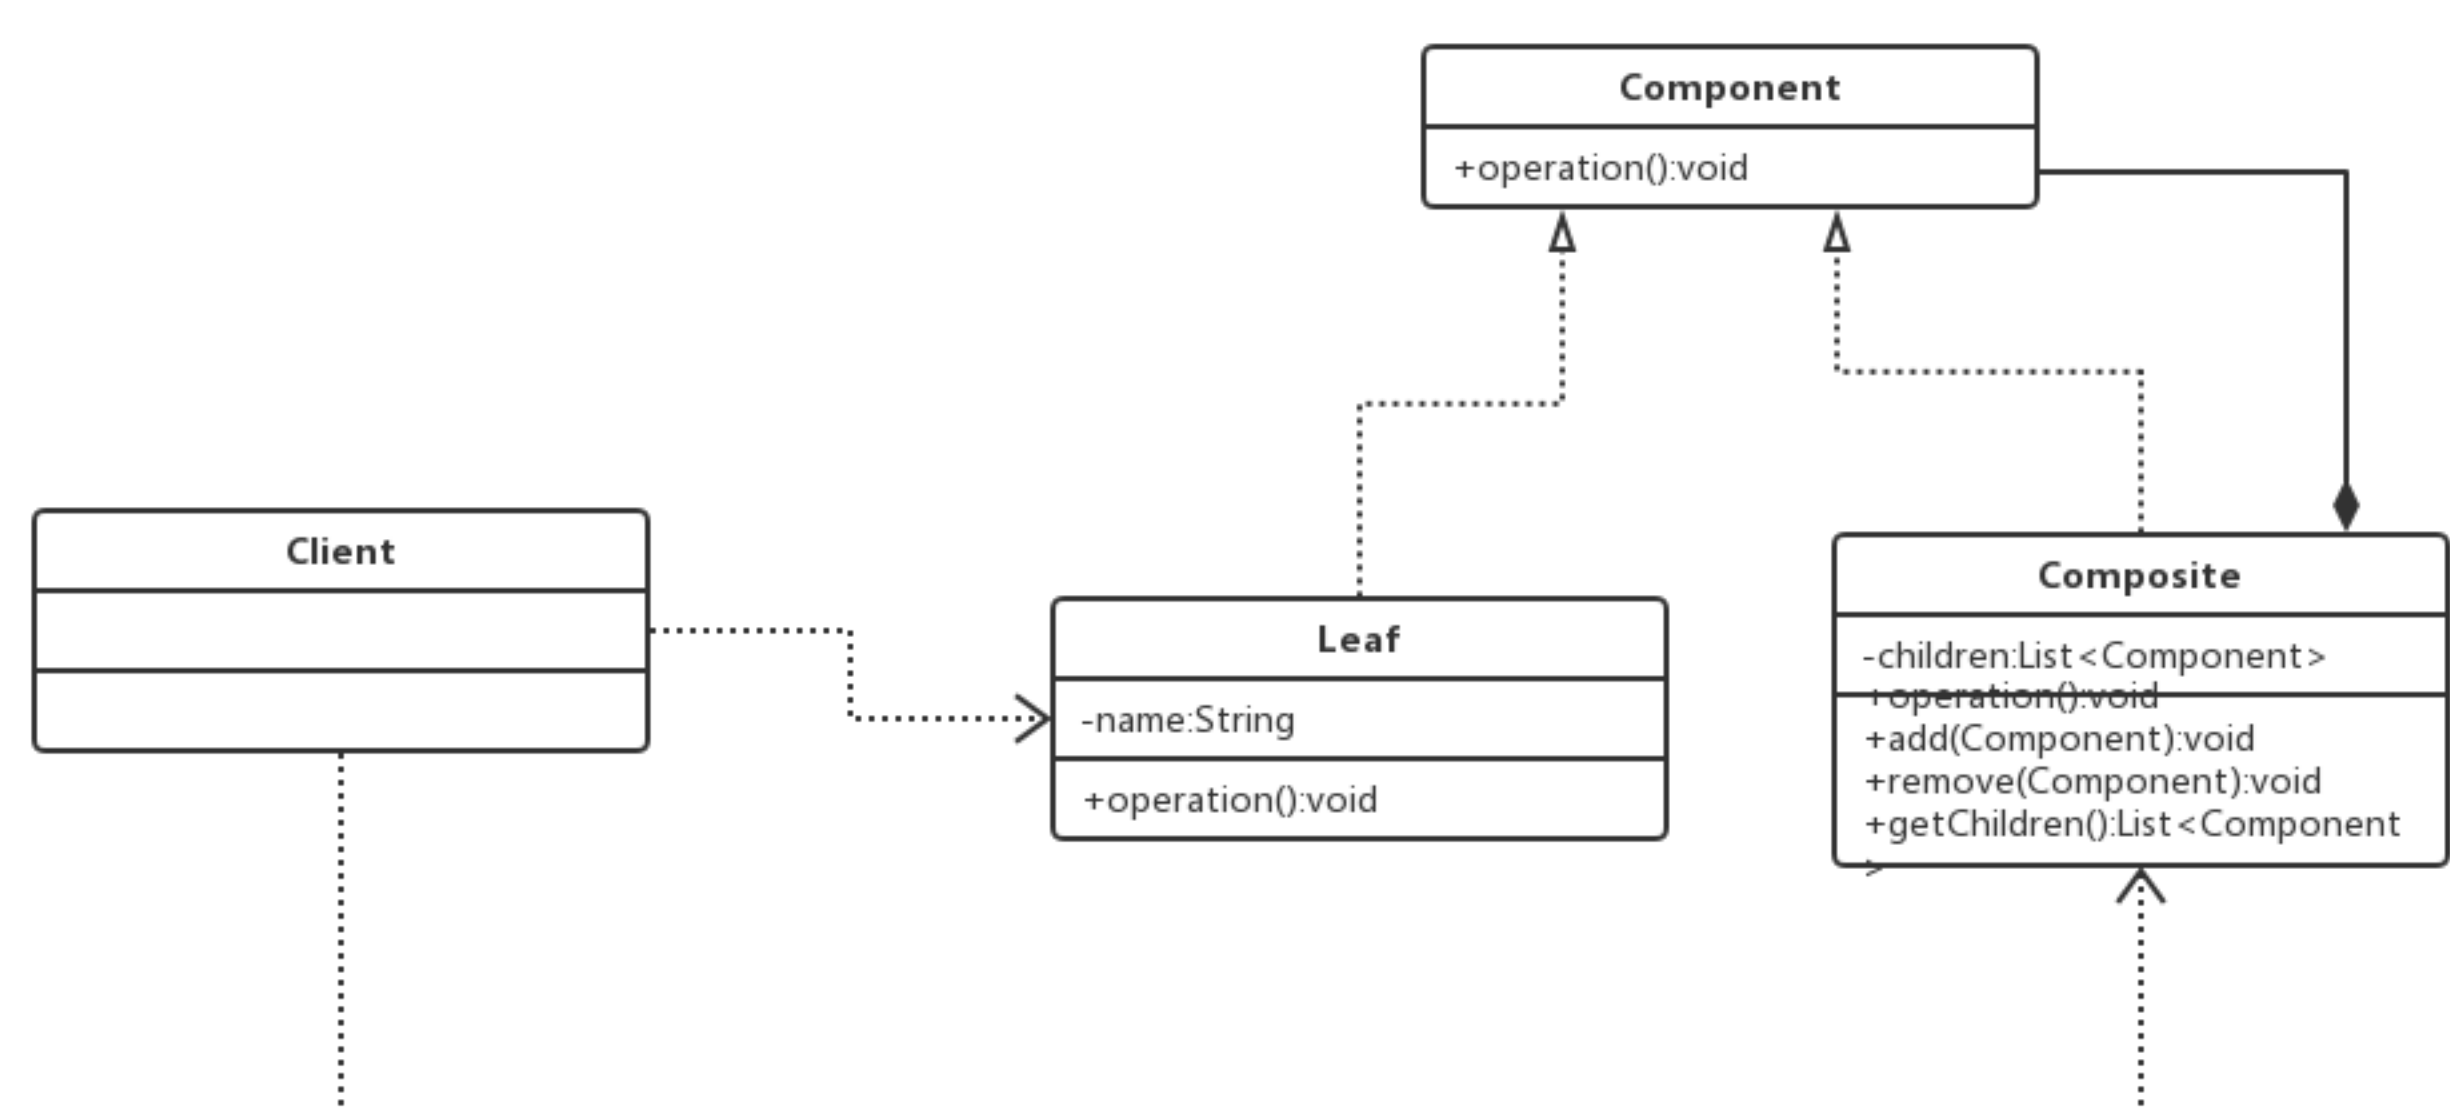 Component
+operation():void
Client
Leaf
-name:String
+operation():void
Composite
-children:List<Component>
+operation():void
+add(Component):void
+remove(Component):void
+getChildren():List<Component
>